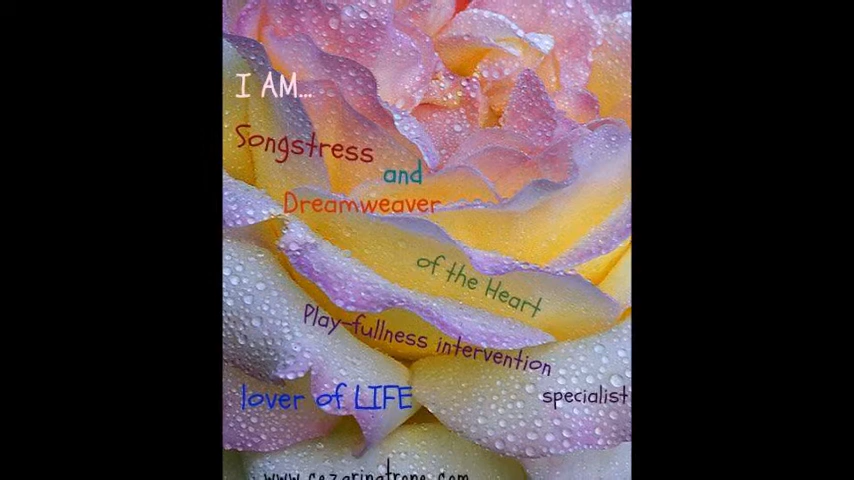 I AM...
Songstress
and
Dreamweaver
of the Heart
Play-fullness intervention
specialist
lover of LIFE